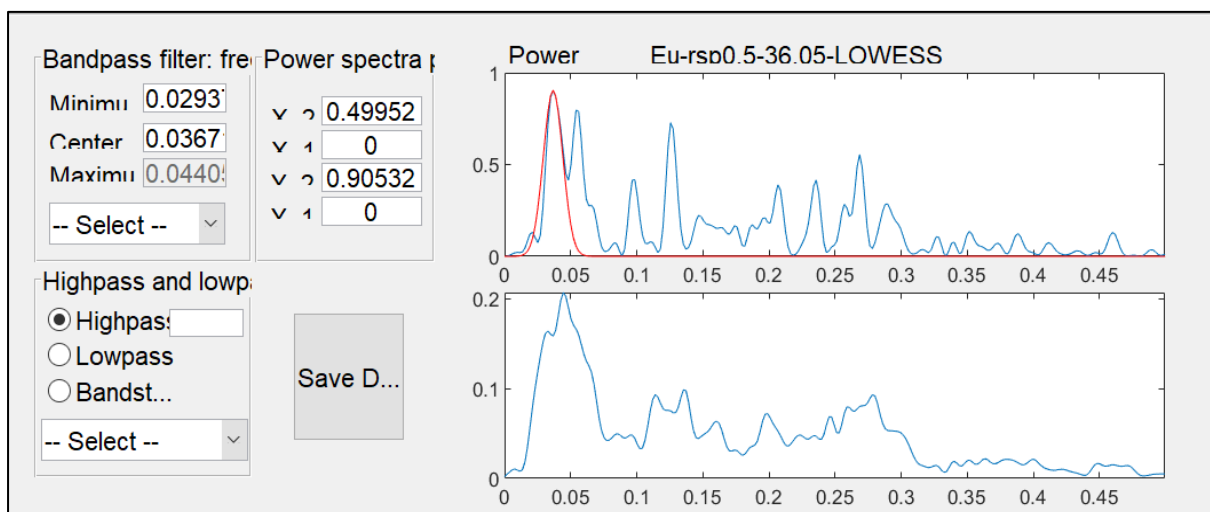 Bandpass filter: fre
Minimu 0.02937
Center 0.03671
Maximu 0.04405
-- Select --
Power spectra p
0.49952
0
0.90532
0
Highpass and lowpa
Highpas
Lowpass
Bandst...
-- Select --
Save D...
Power Eu-rsp0.5-36.05-LOWESS
1
0.5
0
0 0.05 0.1 0.15 0.2 0.25 0.3 0.35 0.4 0.45
0.2
0.1
0
0 0.05 0.1 0.15 0.2 0.25 0.3 0.35 0.4 0.45